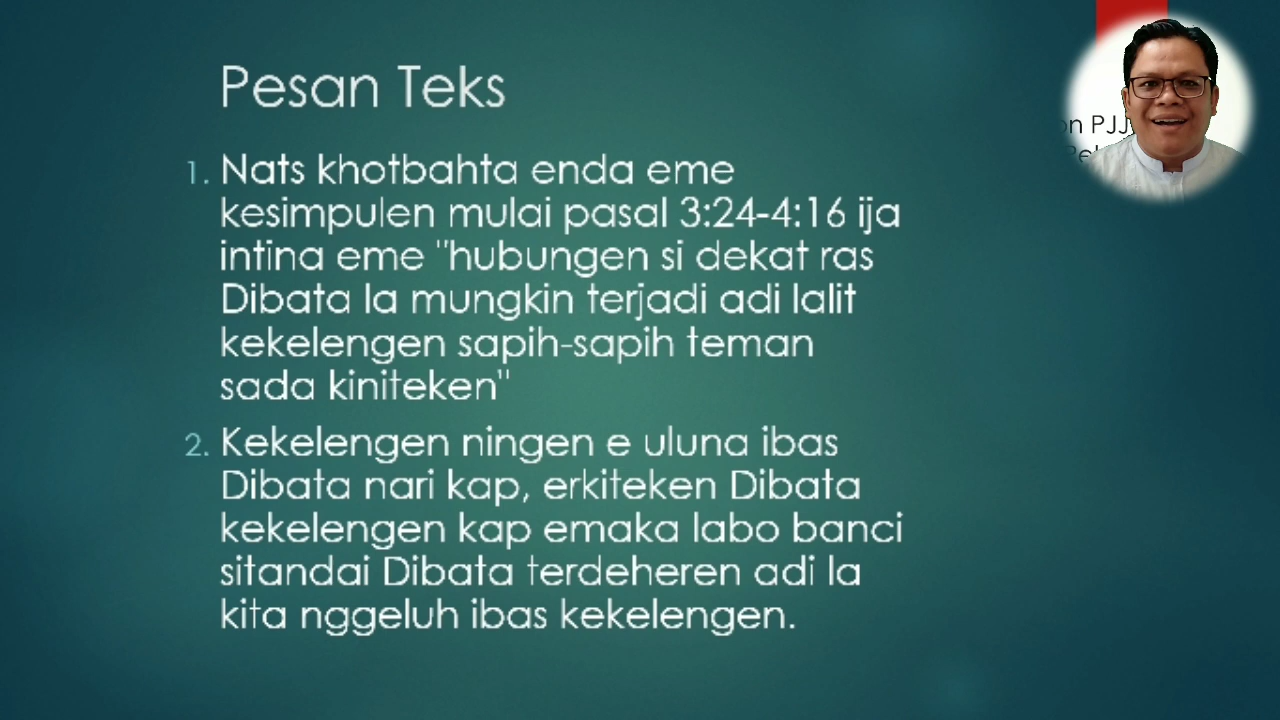 Pesan Teks
1. Nats khotbahta enda eme
kesimpulen mulai pasal 3:24-4:16 ija
intina eme "hubungen si dekat ras
Dibata la mungkin terjadi adi lalit
kekelengen sapih-sapih teman
sada kiniteken"
2. Kekelengen ningen e uluna ibas
Dibata nari kap, erkiteken Dibata
kekelengen kap emaka labo banci
sitandai Dibata terdeheren adi la
kita nggeluh ibas kekelengen.
PJJ